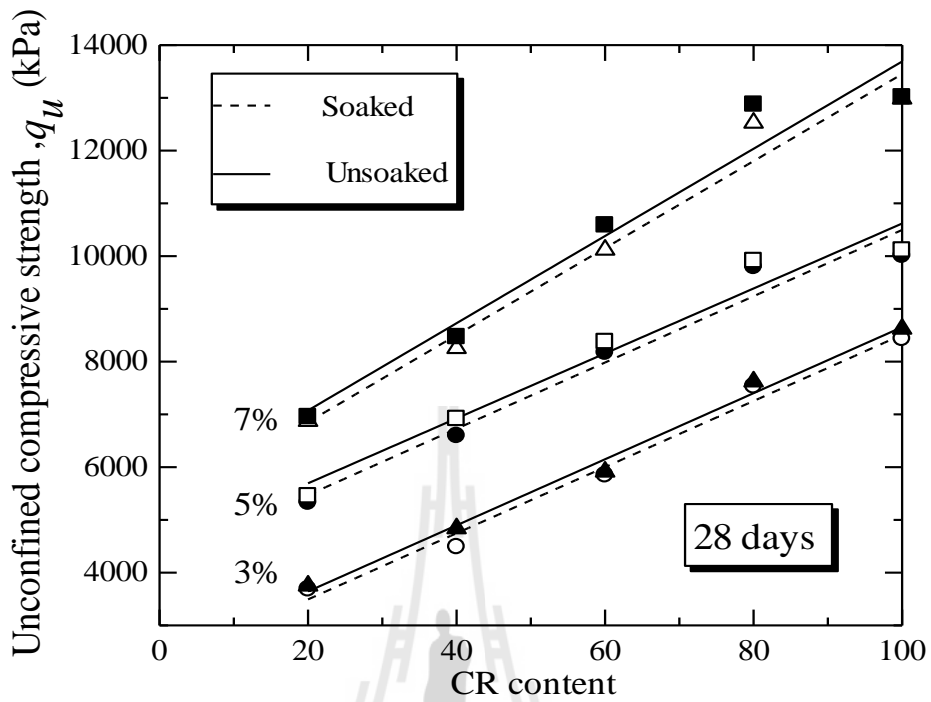 Unconfined compressive strength ,qu (kPa)
14000
12000
10000
8000
6000
4000
Soaked
Unsoaked
7%
5%
3%
28 days
0 20 40 60 80 100
CR content